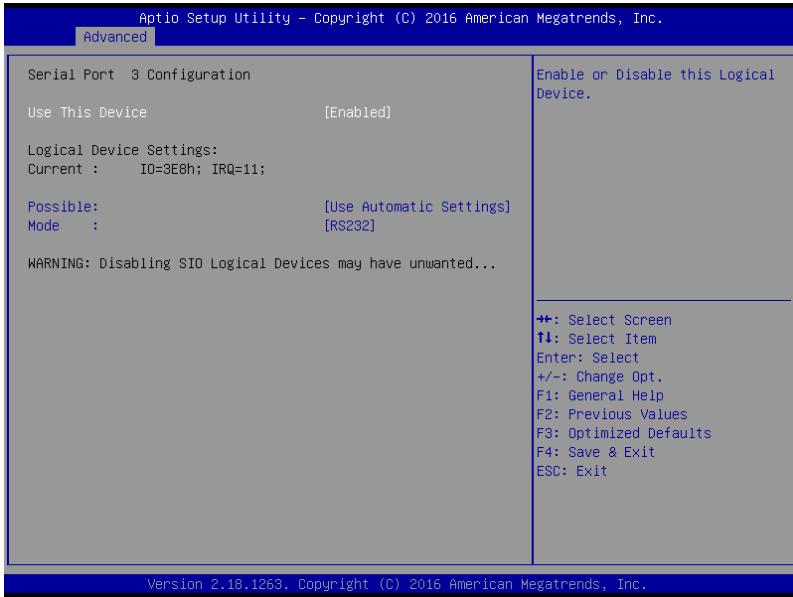 Aptio Setup Utility – Copyright (C) 2016 American Megatrends, Inc.
Advanced
Serial Port 3 Configuration
Use This Device [Enabled]
Logical Device Settings:
Current : IO=3E8h; IRQ=11;
Possible: [Use Automatic Settings]
Mode : [RS232]
WARNING: Disabling SIO Logical Devices may have unwanted...
Enable or Disable this Logical
Device.
→←: Select Screen
↑↓: Select Item
Enter: Select
+/-: Change Opt.
F1: General Help
F2: Previous Values
F3: Optimized Defaults
F4: Save & Exit
ESC: Exit
Version 2.18.1263. Copyright (C) 2016 American Megatrends, Inc.